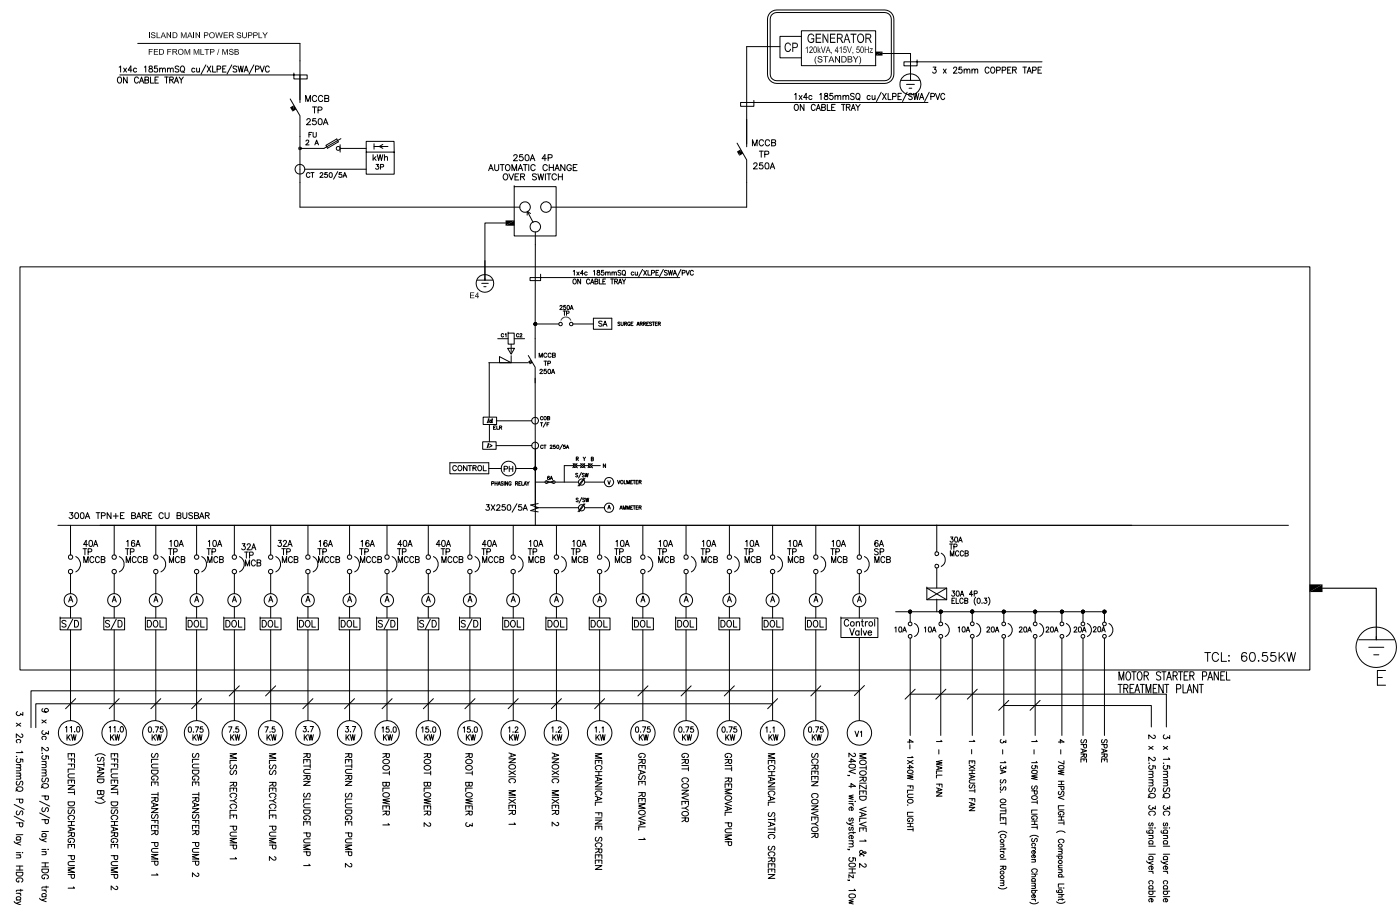 ISLAND MAIN POWER SUPPLY
FED FROM MLTP / MSB
1x4c 185mmSQ cu/XLPE/SWA/PVC
ON CABLE TRAY
MCCB
TP
250A
FU
2 A
kWh
3P
CT 250/5A
250A 4P
AUTOMATIC CHANGE
OVER SWITCH
CP
GENERATOR
120kVA, 415V, 50Hz
(STANDBY)
3 x 25mm COPPER TAPE
1x4c 185mmSQ cu/XLPE/SWA/PVC
ON CABLE TRAY
MCCB
TP
250A
E4
1x4c 185mmSQ cu/XLPE/SWA/PVC
ON CABLE TRAY
250A
TP
SA
SURGE ARRESTER
C1 C2
MCCB
TP
250A
COB
T/F
ELR
CT 250/5A
CONTROL
PH
PHASING RELAY
R Y B
N
6A
S/SW
V
VOLMETER
3X250/5A
S/SW
A
AMMETER
300A TPN+E BARE CU BUSBAR
40A
TP
MCCB
16A
TP
MCCB
10A
TP
MCB
10A
TP
MCB
32A
TP
MCB
32A
TP
MCB
16A
TP
MCCB
16A
TP
MCCB
40A
TP
MCCB
40A
TP
MCCB
40A
TP
MCCB
10A
TP
MCB
10A
TP
MCB
10A
TP
MCB
10A
TP
MCB
10A
TP
MCB
10A
TP
MCB
10A
TP
MCB
10A
TP
MCB
6A
SP
MCB
30A
TP
MCCB
A A A A A A A A A A A A A A A A A A A A
30A 4P
ELCB (0.3)
S/D S/D DOL DOL DOL DOL DOL DOL S/D S/D S/D DOL DOL DOL DOL DOL DOL DOL DOL
Control
Valve
10A 10A 10A 20A 20A 20A 20A 20A
TCL: 60.55KW
MOTOR STARTER PANEL
TREATMENT PLANT
E
11.0
KW
11.0
KW
0.75
KW
0.75
KW
7.5
KW
7.5
KW
3.7
KW
3.7
KW
15.0
KW
15.0
KW
15.0
KW
1.2
KW
1.2
KW
1.1
KW
0.75
KW
0.75
KW
0.75
KW
1.1
KW
0.75
KW
V1
3 x 2c 1.5mmSQ P/S/P lay in HDG tray
9 x 3c 2.5mmSQ P/S/P lay in HDG tray
EFFLUENT DISCHARGE PUMP 1
EFFLUENT DISCHARGE PUMP 2
(STAND BY)
SLUDGE TRANSFER PUMP 1
SLUDGE TRANSFER PUMP 2
MLSS RECYCLE PUMP 1
MLSS RECYCLE PUMP 2
RETURN SLUDGE PUMP 1
RETURN SLUDGE PUMP 2
ROOT BLOWER 1
ROOT BLOWER 2
ROOT BLOWER 3
ANOXIC MIXER 1
ANOXIC MIXER 2
MECHANICAL FINE SCREEN
GREASE REMOVAL 1
GRIT CONVEYOR
GRIT REMOVAL PUMP
MECHANICAL STATIC SCREEN
SCREEN CONVEYOR
MOTORIZED VALVE 1 & 2
240V, 4 wire system, 50Hz, 10w
4- 1X40W FLUO. LIGHT
1 - WALL FAN
1 - EXHAUST FAN
3 - 13A S.S. OUTLET (Control Room)
1 - 150W SPOT LIGHT (Screen Chamber)
4 - 70W HPSV LIGHT ( Compound Light)
SPARE
SPARE
2 x 2.5mmSQ 3C signal layer cable
3 x 1.5mmSQ 3C signal layer cable